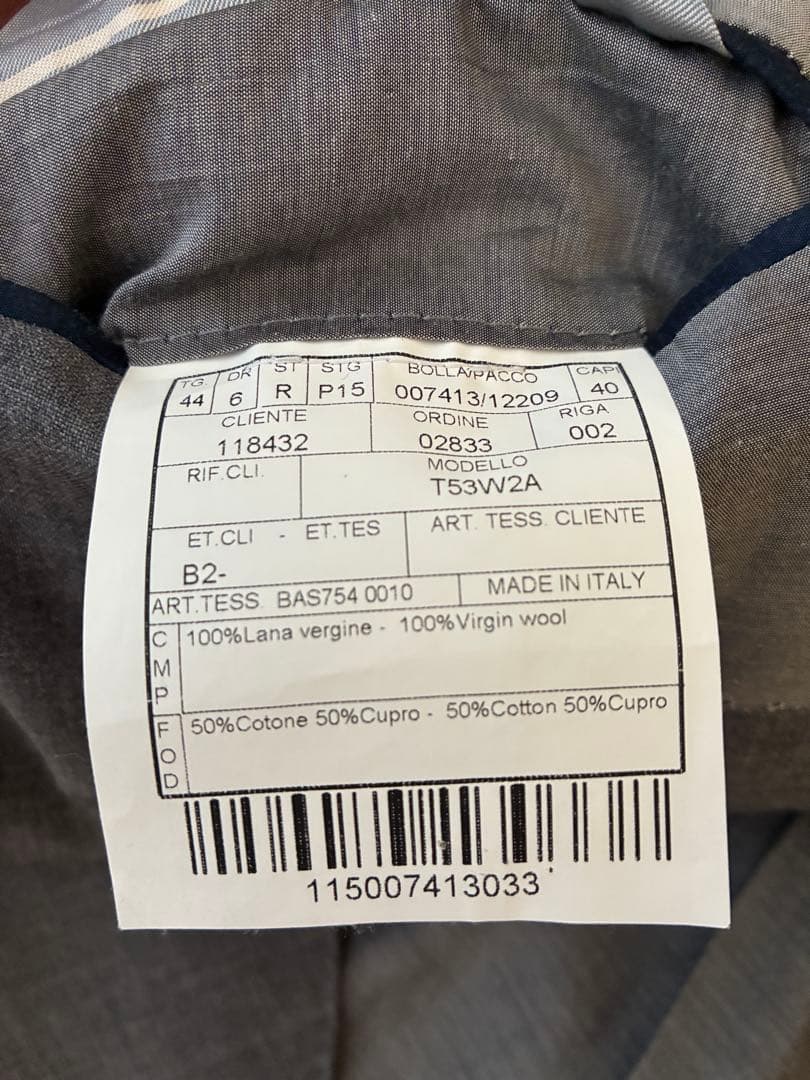 TG. DR ST STG BOLLA/PACCO CAPI
44 6 R P15 007413/12209 40
CLIENTE ORDINE RIGA
118432 02833 002
RIF.CLI. MODELLO
T53W2A
ET.CLI - ET.TES ART. TESS. CLIENTE
B2-
ART.TESS. BAS754 0010 MADE IN ITALY
CMP 100%Lana vergine - 100%Virgin wool
FOD 50%Cotone 50%Cupro - 50%Cotton 50%Cupro
115007413033